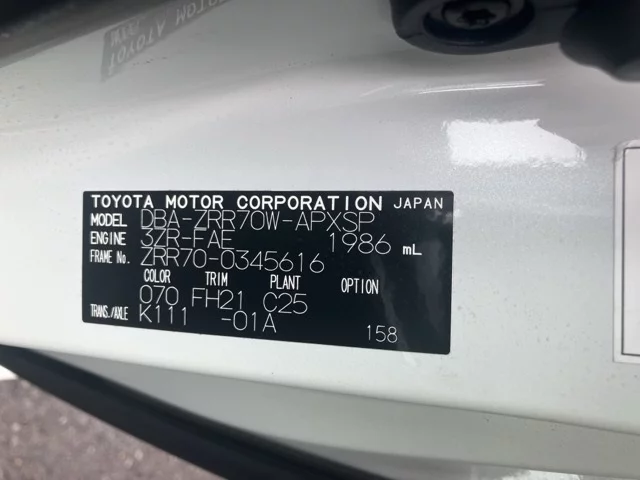 TOYOTA MOTOR CORPORATION JAPAN
MODEL DBA-ZRR70W-APXSP
ENGINE 3ZR-FAE 1986 mL
FRAME No. ZRR70-0345616
COLOR TRIM PLANT OPTION
070 FH21 C25
TRANS./AXLE K111 -01A
158